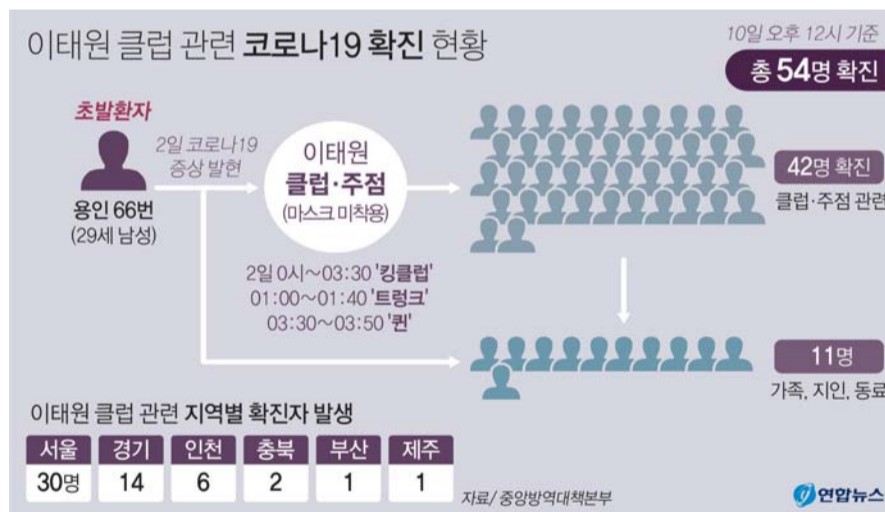 이태원 클럽 관련 코로나19 확진 현황
10일 오후 12시 기준
총 54명 확진
초발환자
2일 코로나19
증상 발현
용인 66번
(29세 남성)
이태원
클럽·주점
(마스크 미착용)
2일 0시~03:30 '킹클럽'
01:00~01:40 '트렁크'
03:30~03:50 '퀸'
42명 확진
클럽·주점 관련
11명
가족, 지인, 동료
이태원 클럽 관련 지역별 확진자 발생
서울 경기 인천 충북 부산 제주
30명 14 6 2 1 1
자료/ 중앙방역대책본부
연합뉴스